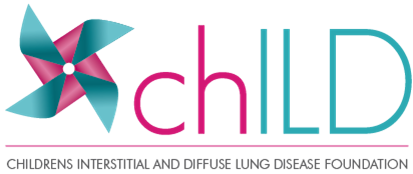 chILD
CHILDRENS INTERSTITIAL AND DIFFUSE LUNG DISEASE FOUNDATION